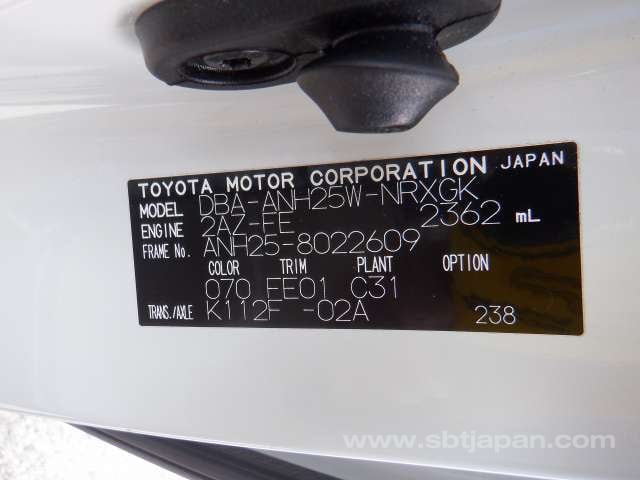 TOYOTA MOTOR CORPORATION JAPAN
MODEL DBA-ANH25W-NRXGK
ENGINE 2AZ-FE 2362 mL
FRAME No. ANH25-8022609
COLOR TRIM PLANT OPTION
070 FE01 C31
TRANS./AXLE K112F -02A 238
www.sbtjapan.com